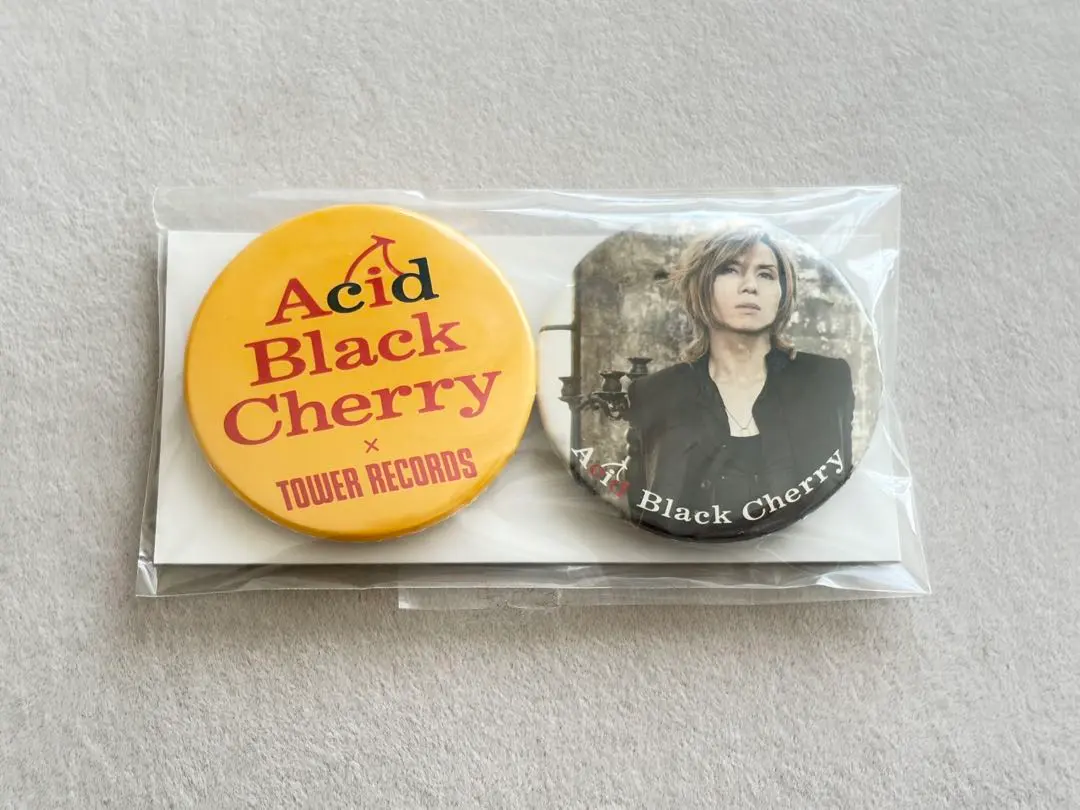 Acid
Black
Cherry
×
TOWER RECORDS
Acid Black Cherry